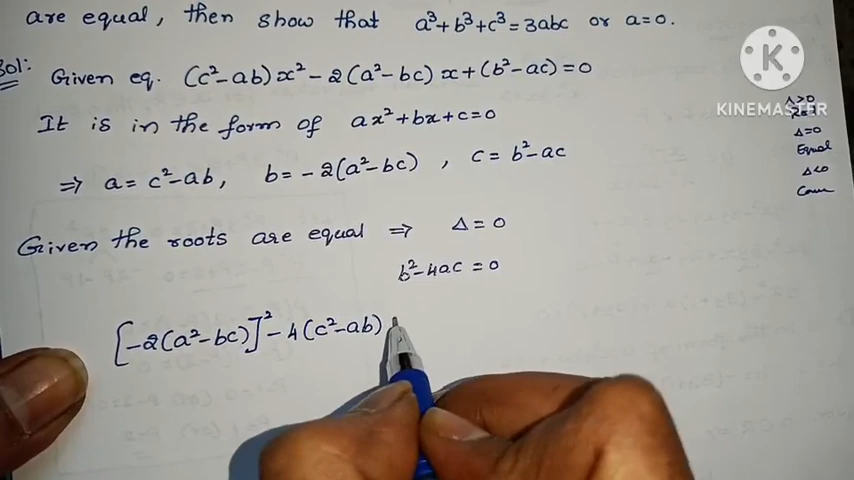 are equal, then show that a³+b³+c³=3abc or a=0.
Sol: Given eq. (c²-ab)x²-2(a²-bc)x+(b²-ac)=0
It is in the form of ax²+bx+c=0
⇒ a=c²-ab, b=-2(a²-bc), c=b²-ac
Given the roots are equal ⇒ Δ=0
b²-4ac=0
[-2(a²-bc)]²-4(c²-ab)
KINEMASTER
Δ>0
Δ=0
Equal
Δ<0